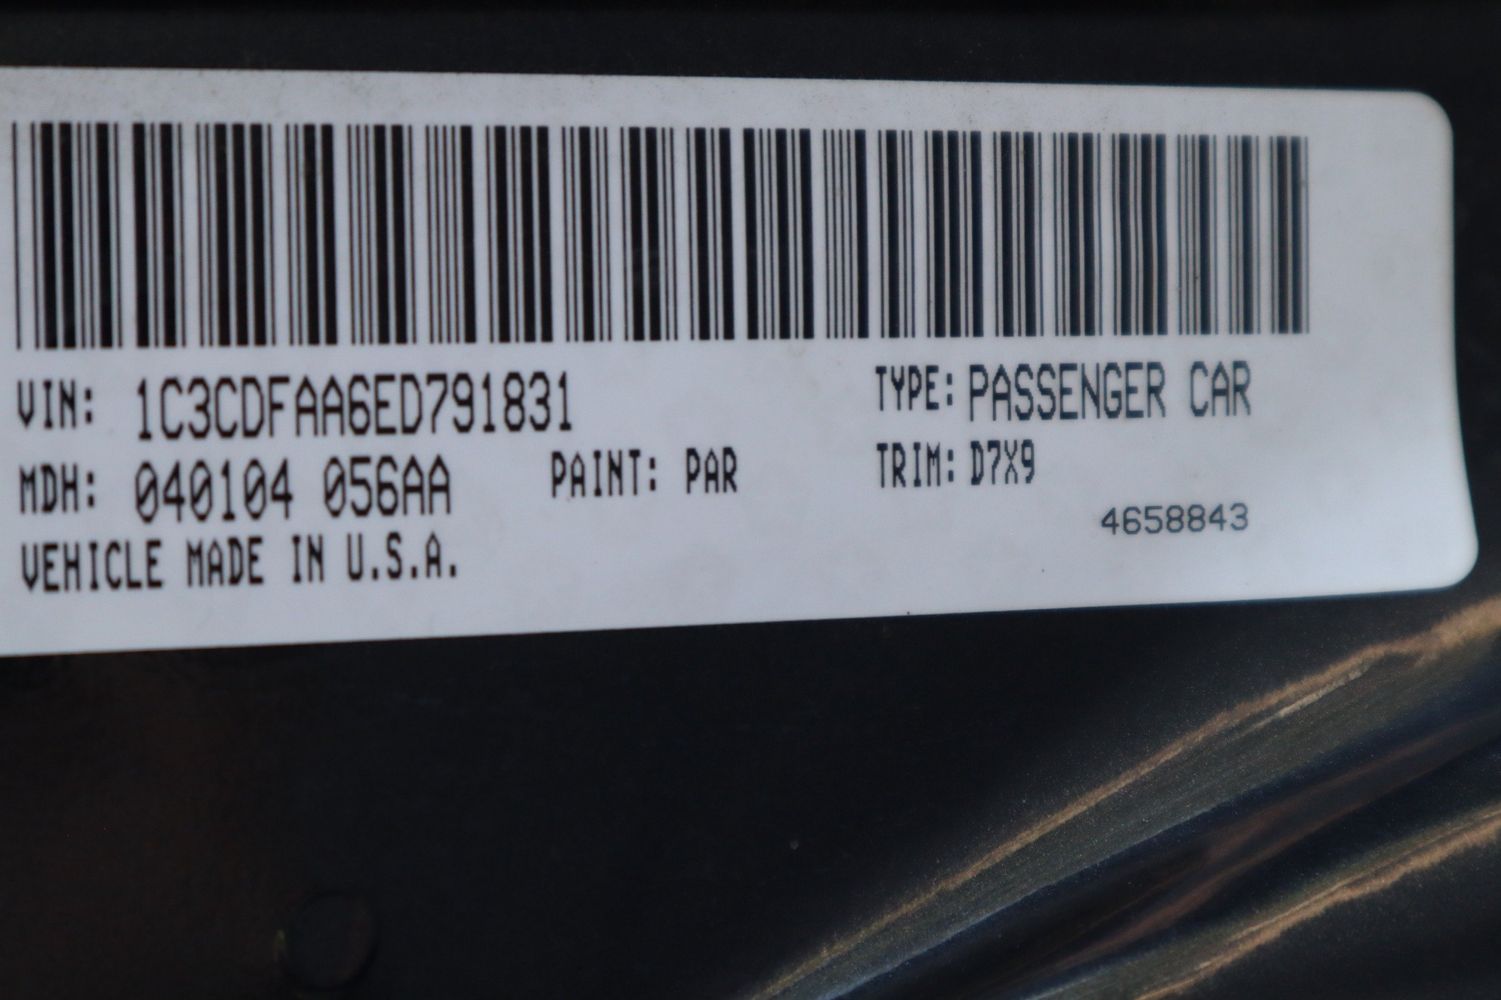 VIN: 1C3CDFAA6ED791831 TYPE: PASSENGER CAR
MDH: 040104 056AA PAINT: PAR TRIM: D7X9
4658843
VEHICLE MADE IN U.S.A.